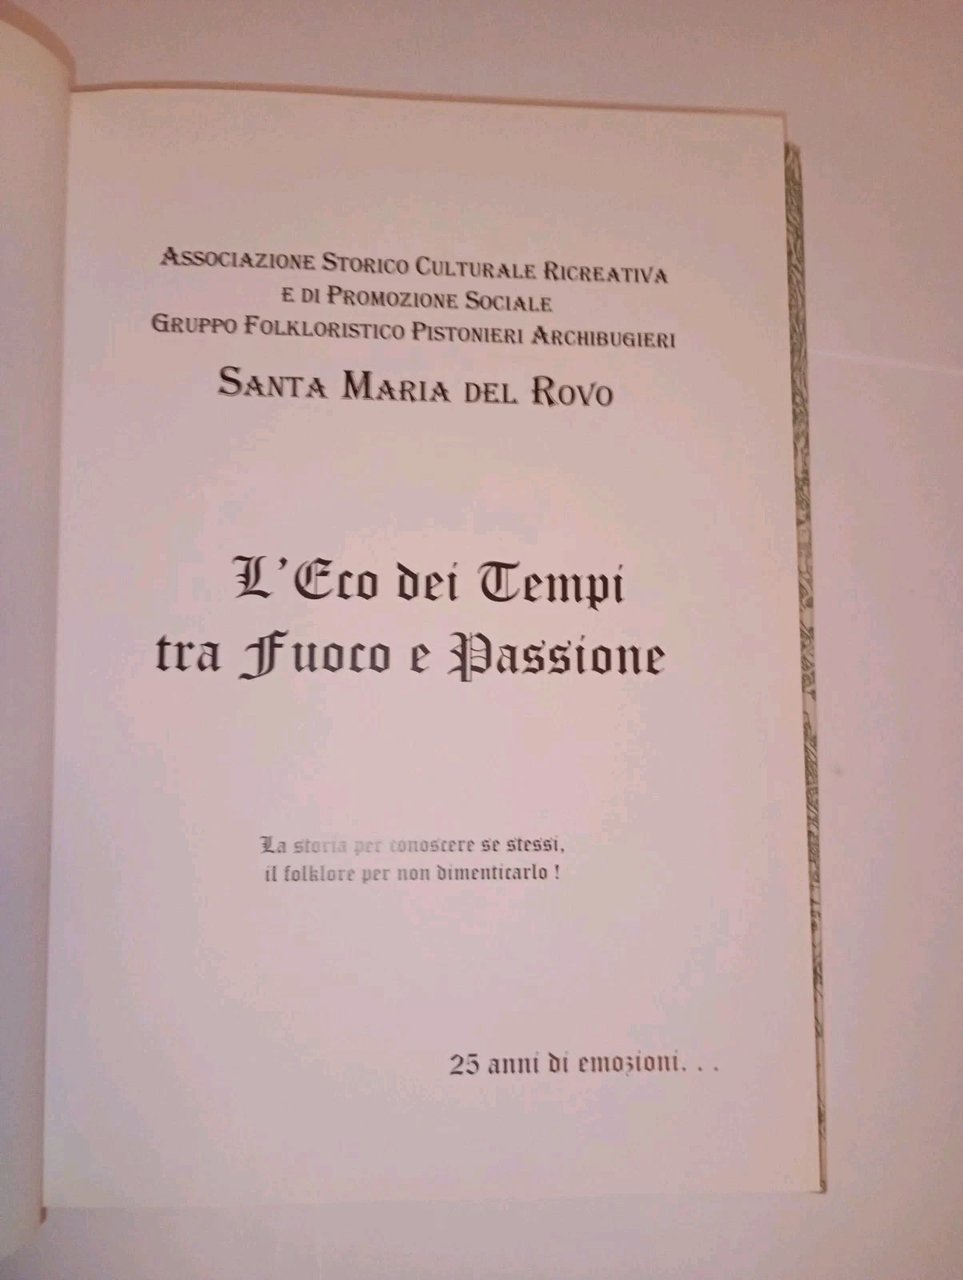 Associazione Storico Culturale Ricreativa
e di Promozione Sociale
Gruppo Folkloristico Pistonieri Archibugieri
Santa Maria del Rovo
L'Eco dei Tempi
tra Fuoco e Passione
La storia per conoscere se stessi,
il folklore per non dimenticarlo !
25 anni di emozioni. . .